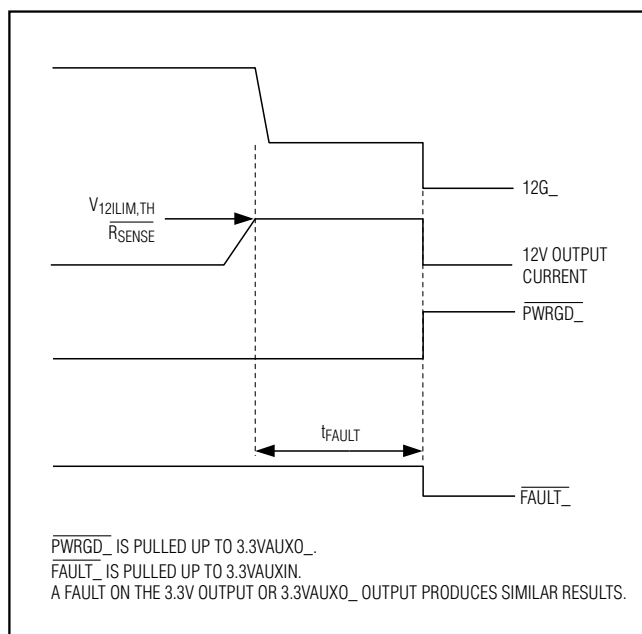 12G_
V12ILIM,TH
RSENSE
12V OUTPUT
CURRENT
PWRGD_
tFAULT
FAULT_
PWRGD_ IS PULLED UP TO 3.3VAUXO_.
FAULT_ IS PULLED UP TO 3.3VAUXIN.
A FAULT ON THE 3.3V OUTPUT OR 3.3VAUXO_ OUTPUT PRODUCES SIMILAR RESULTS.